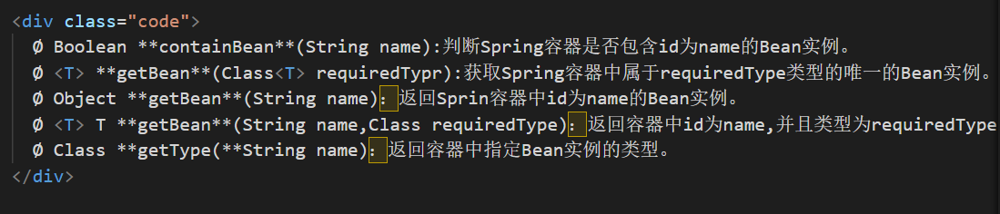 <div class="code">
Ø Boolean **containBean**(String name):判断Spring容器是否包含id为name的Bean实例。
Ø <T> **getBean**(Class<T> requiredTypr):获取Spring容器中属于requiredType类型的唯一的Bean实例。
Ø Object **getBean**(String name)：返回Sprin容器中id为name的Bean实例。
Ø <T> T **getBean**(String name,Class requiredType)：返回容器中id为name,并且类型为requiredType
Ø Class **getType(**String name)：返回容器中指定Bean实例的类型。
</div>